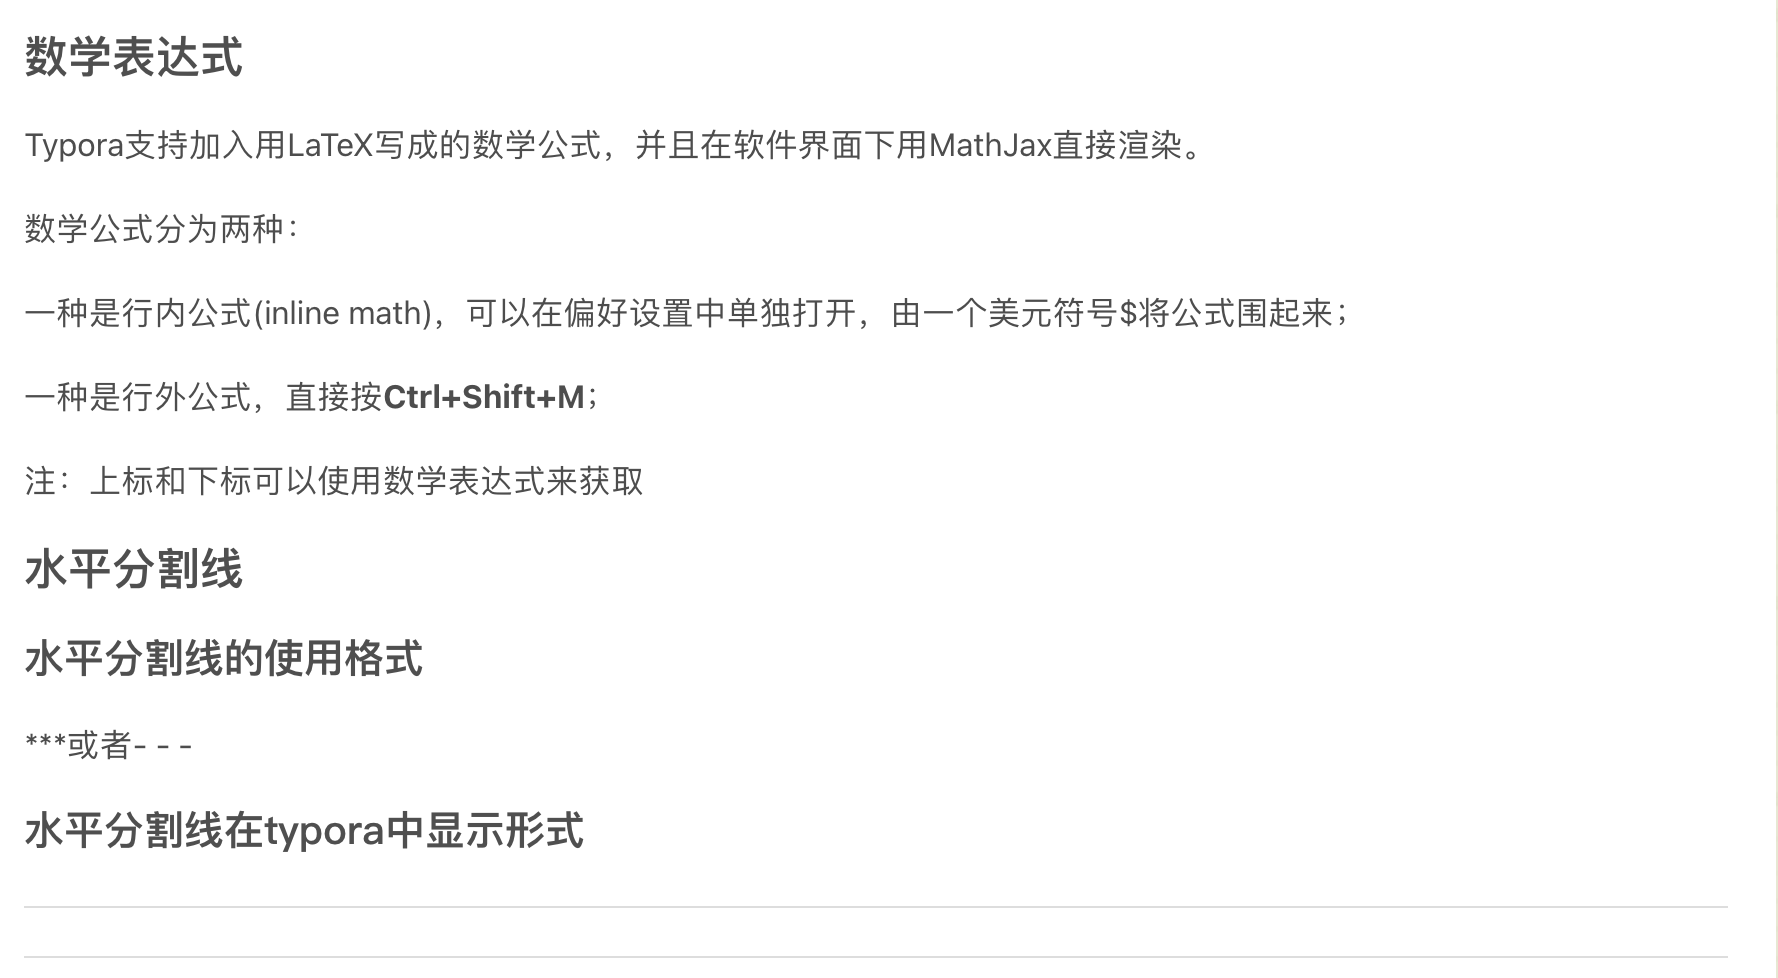 数学表达式
Typora支持加入用LaTeX写成的数学公式，并且在软件界面下用MathJax直接渲染。
数学公式分为两种：
一种是行内公式(inline math)，可以在偏好设置中单独打开，由一个美元符号$将公式围起来；
一种是行外公式，直接按Ctrl+Shift+M；
注：上标和下标可以使用数学表达式来获取
水平分割线
水平分割线的使用格式
***或者- - -
水平分割线在typora中显示形式